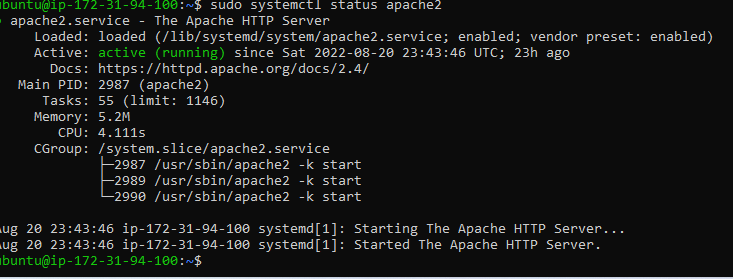 ubuntu@ip-172-31-94-100:~$ sudo systemctl status apache2
● apache2.service - The Apache HTTP Server
     Loaded: loaded (/lib/systemd/system/apache2.service; enabled; vendor preset: enabled)
     Active: active (running) since Sat 2022-08-20 23:43:46 UTC; 23h ago
       Docs: https://httpd.apache.org/docs/2.4/
   Main PID: 2987 (apache2)
      Tasks: 55 (limit: 1146)
     Memory: 5.2M
        CPU: 4.111s
     CGroup: /system.slice/apache2.service
             ├─2987 /usr/sbin/apache2 -k start
             ├─2989 /usr/sbin/apache2 -k start
             └─2990 /usr/sbin/apache2 -k start

Aug 20 23:43:46 ip-172-31-94-100 systemd[1]: Starting The Apache HTTP Server...
Aug 20 23:43:46 ip-172-31-94-100 systemd[1]: Started The Apache HTTP Server.
ubuntu@ip-172-31-94-100:~$